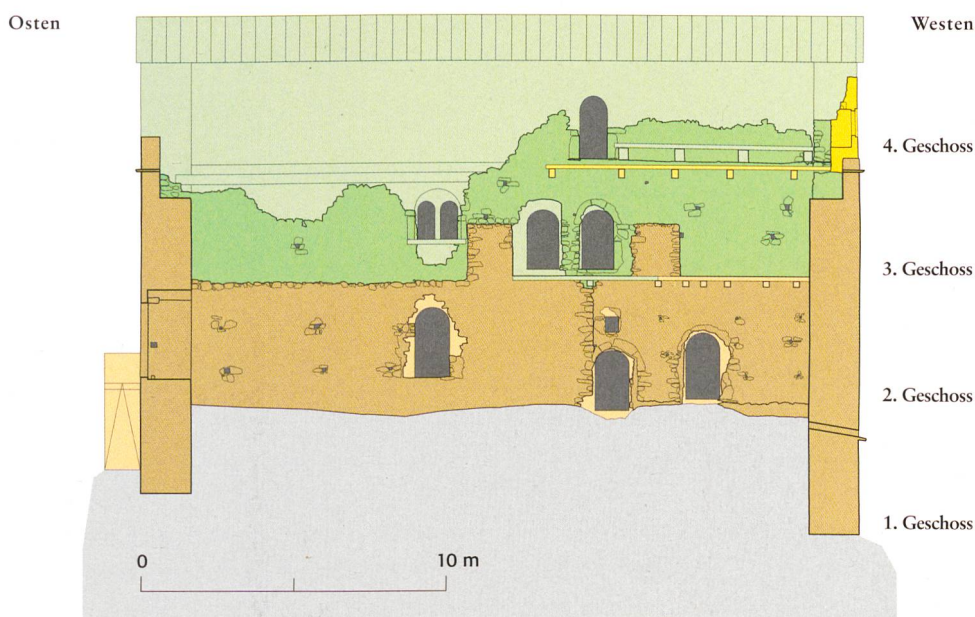 Osten
Westen
4. Geschoss
3. Geschoss
2. Geschoss
1. Geschoss
0
10 m